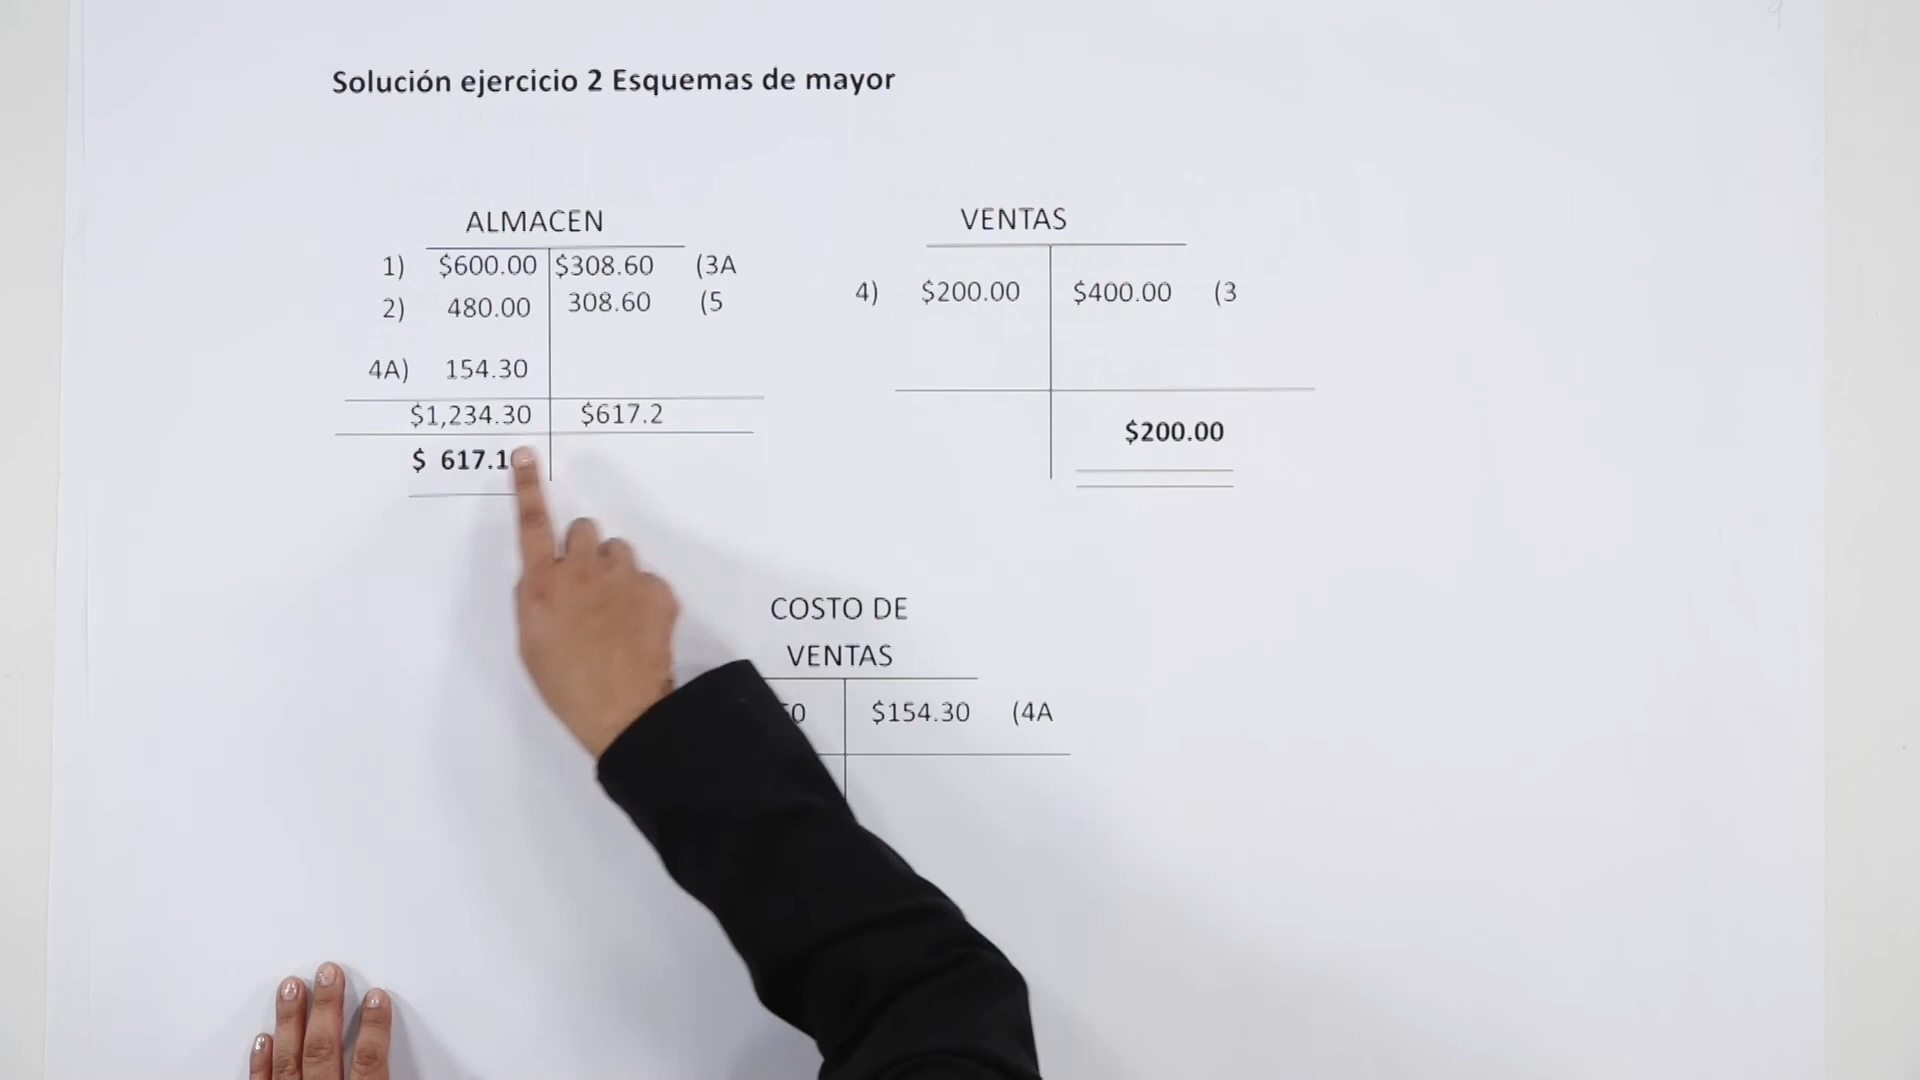 Solución ejercicio 2 Esquemas de mayor
ALMACEN
1) $600.00 $308.60 (3A
2) 480.00 308.60 (5
4A) 154.30
$1,234.30 $617.2
$ 617.1
VENTAS
4) $200.00 $400.00 (3
$200.00
COSTO DE
VENTAS
$154.30 (4A